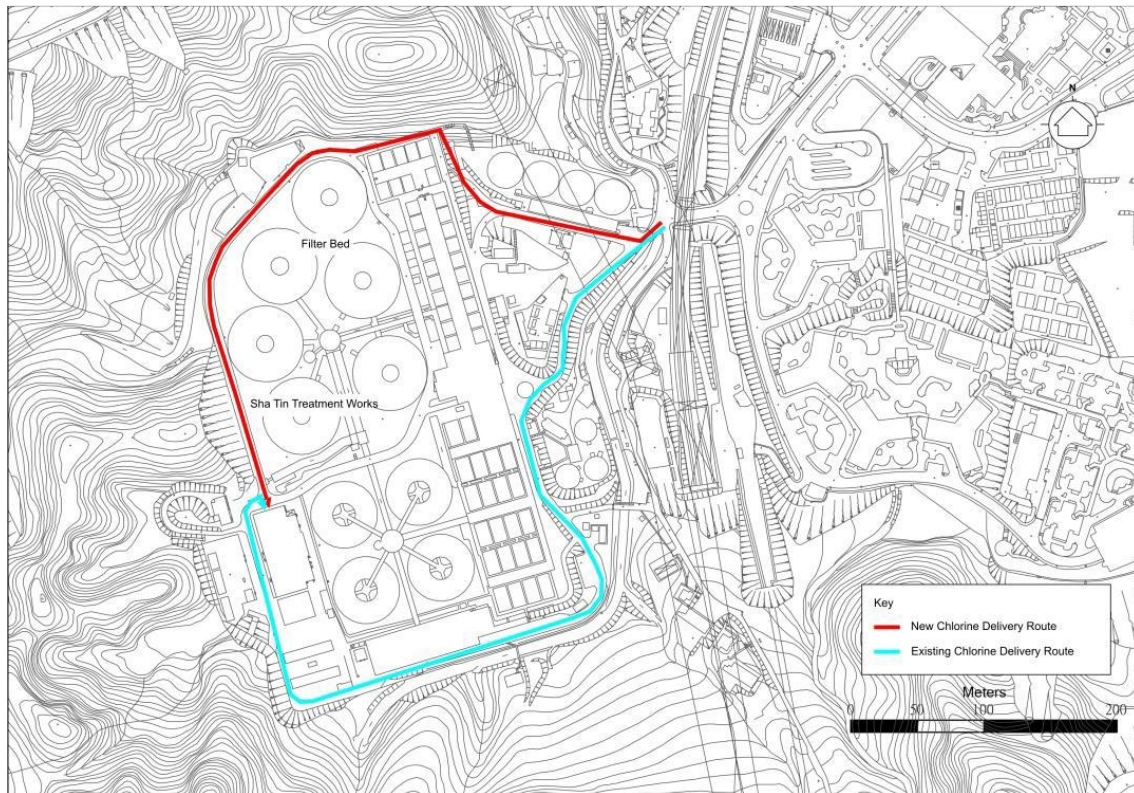 N
Filter Bed
Sha Tin Treatment Works
Key
New Chlorine Delivery Route
Existing Chlorine Delivery Route
Meters
0 50 100 200